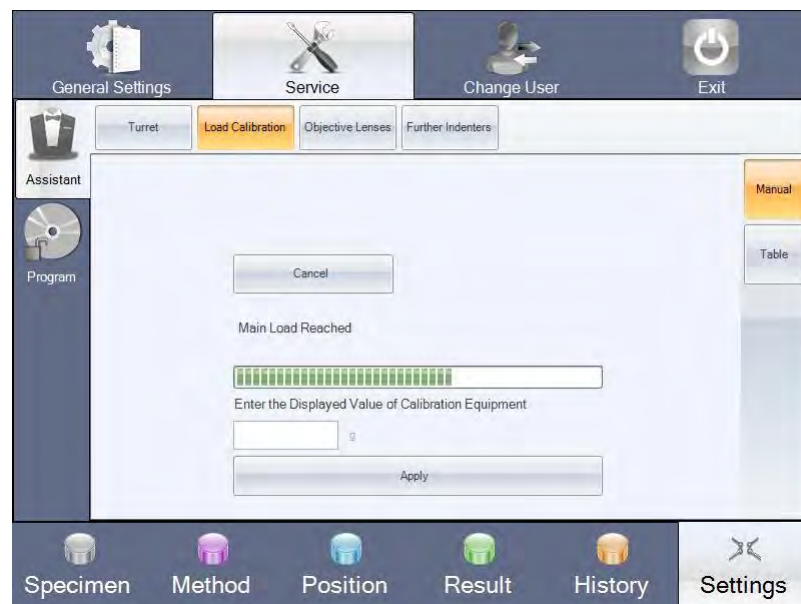 General Settings
Service
Change User
Exit
Turret
Load Calibration
Objective Lenses
Further Indenters
Assistant
Manual
Table
Program
Cancel
Main Load Reached
Enter the Displayed Value of Calibration Equipment
g
Apply
Specimen
Method
Position
Result
History
Settings